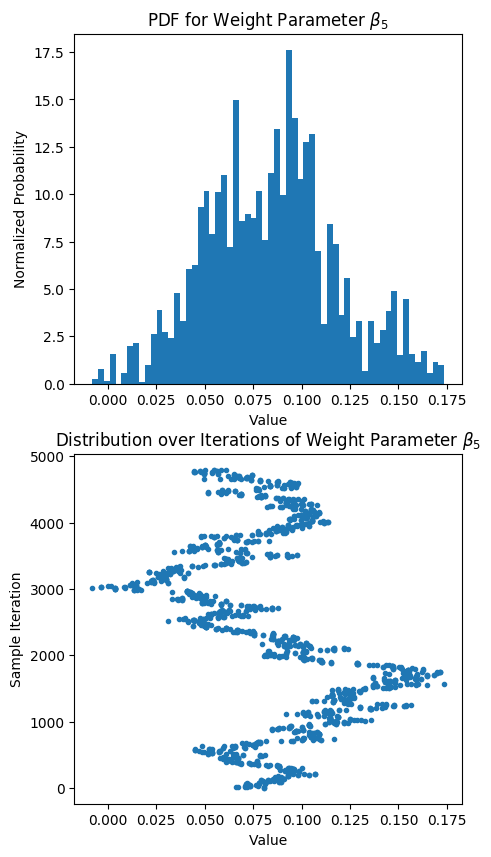 PDF for Weight Parameter β5
17.5
15.0
12.5
10.0
7.5
5.0
2.5
0.0
Normalized Probability
0.000 0.025 0.050 0.075 0.100 0.125 0.150 0.175
Value
Distribution over Iterations of Weight Parameter β5
5000
4000
3000
2000
1000
0
Sample Iteration
0.000 0.025 0.050 0.075 0.100 0.125 0.150 0.175
Value